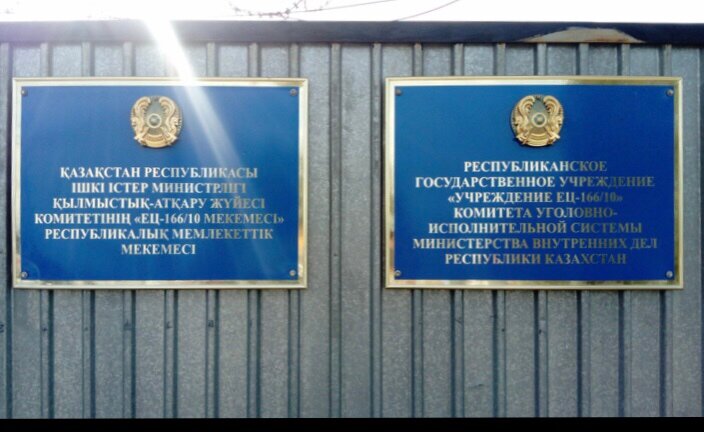 ҚАЗАҚСТАН РЕСПУБЛИКАСЫ
ІШКІ ІСТЕР МИНИСТРЛІГІ
ҚЫЛМЫСТЫҚ-АТҚАРУ ЖҮЙЕСІ
КОМИТЕТІНІҢ «ЕЦ-166/10 МЕКЕМЕСІ»
РЕСПУБЛИКАЛЫҚ МЕМЛЕКЕТТІК
МЕКЕМЕСІ
РЕСПУБЛИКАНСКОЕ
ГОСУДАРСТВЕННОЕ УЧРЕЖДЕНИЕ
«УЧРЕЖДЕНИЕ ЕЦ-166/10»
КОМИТЕТА УГОЛОВНО-
ИСПОЛНИТЕЛЬНОЙ СИСТЕМЫ
МИНИСТЕРСТВА ВНУТРЕННИХ ДЕЛ
РЕСПУБЛИКИ КАЗАХСТАН